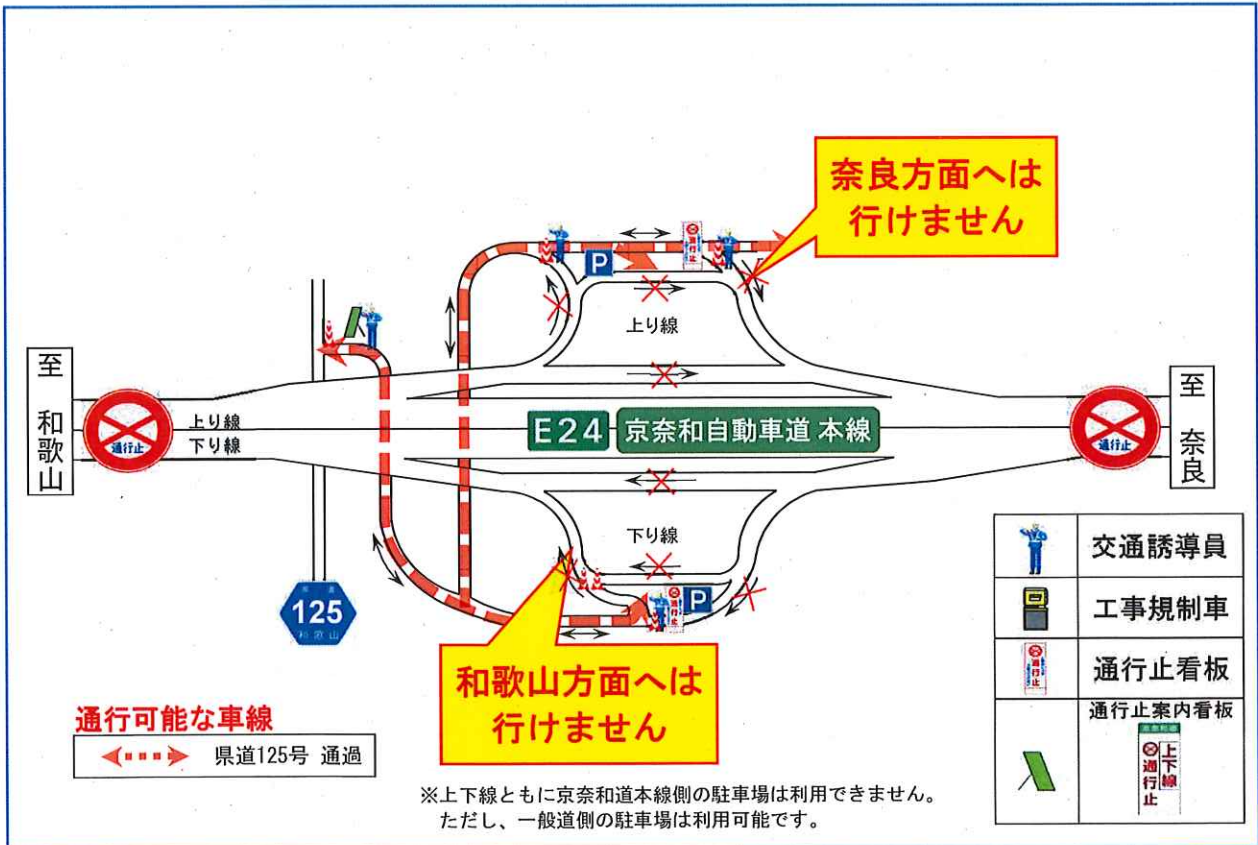 奈良方面へは
行けません
P
上り線
至 和歌山
通行止
上り線
下り線
E24
京奈和自動車道 本線
通行止
至 奈良
下り線
P
125
和歌山
和歌山方面へは
行けません
通行可能な車線
県道125号 通過
※上下線ともに京奈和道本線側の駐車場は利用できません。
ただし、一般道側の駐車場は利用可能です。
交通誘導員
工事規制車
通行止
通行止看板
通行止案内看板
上下線
通行止